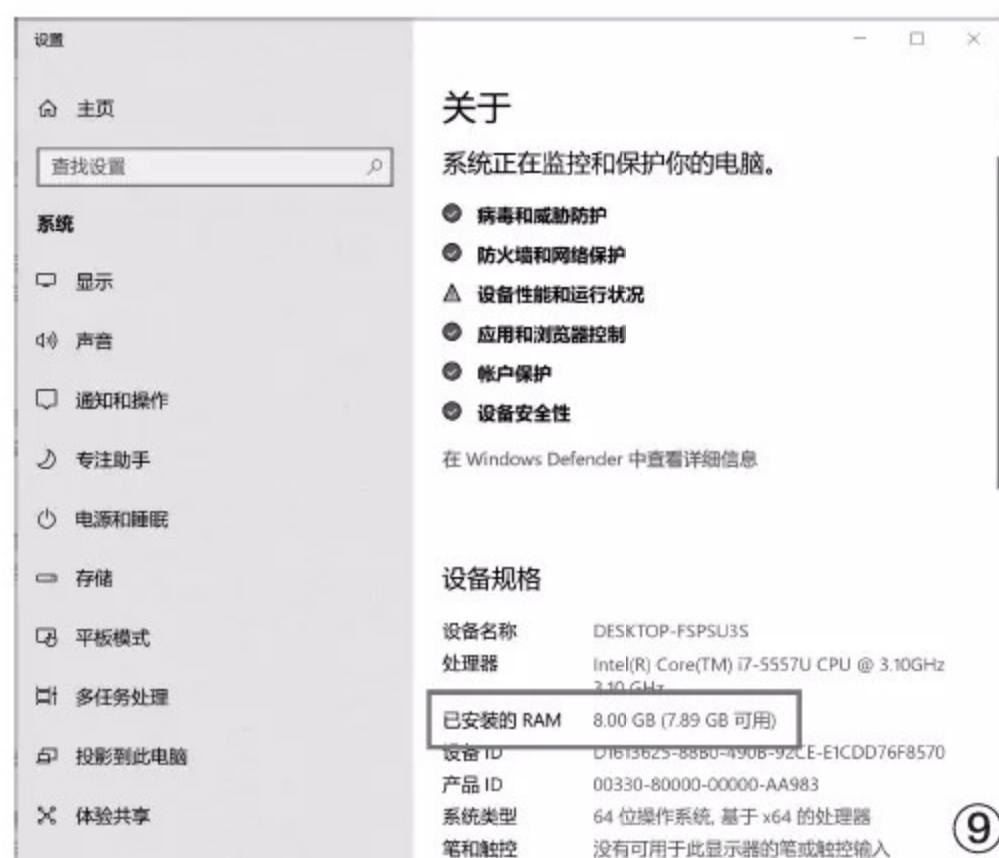 设置
主页
查找设置
系统
显示
声音
通知和操作
专注助手
电源和睡眠
存储
平板模式
多任务处理
投影到此电脑
体验共享
关于
系统正在监控和保护你的电脑。
病毒和威胁防护
防火墙和网络保护
设备性能和运行状况
应用和浏览器控制
帐户保护
设备安全性
在 Windows Defender 中查看详细信息
设备规格
设备名称 DESKTOP-FSPSU3S
处理器 Intel(R) Core(TM) i7-5557U CPU @ 3.10GHz
3.10 GHz
已安装的 RAM 8.00 GB (7.89 GB 可用)
设备 ID D1613625-88B0-490B-92CE-E1CDD76F8570
产品 ID 00330-80000-00000-AA983
系统类型 64 位操作系统, 基于 x64 的处理器
笔和触控 没有可用于此显示器的笔或触控输入
⑨